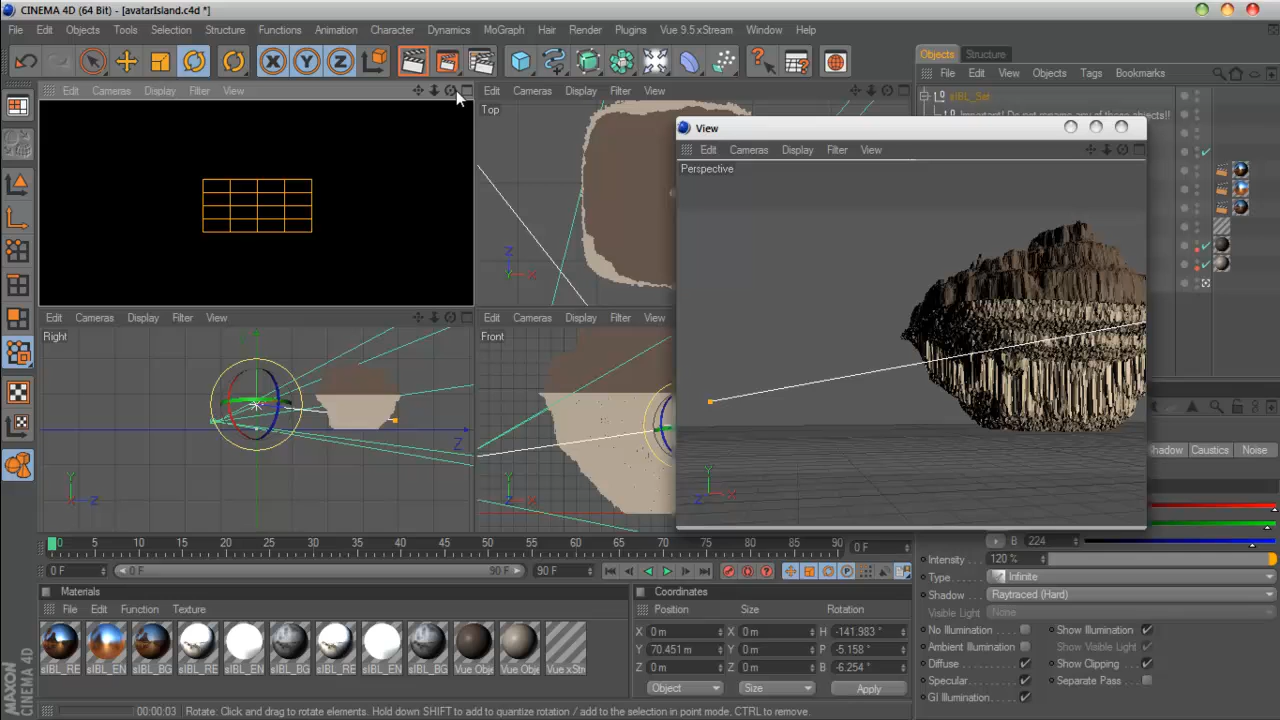 CINEMA 4D (64 Bit) - [avatarIsland.c4d *]
File Edit Objects Tools Selection Structure Functions Animation Character Dynamics MoGraph Hair Render Plugins Vue 9.5 xStream Window Help
Objects Structure
File Edit View Objects Tags Bookmarks
Edit Cameras Display Filter View
Edit Cameras Display Filter View
Top
sIBL_Set
Important! Do not rename any of these objects!!
View
Edit Cameras Display Filter View
Perspective
Edit Cameras Display Filter View
Right
Edit Cameras Display Filter View
Front
Z
Y
X
Y
Z
Z
Y
X
Y
Z
X
Shadow Caustics Noise
0 5 10 15 20 25 30 35 40 45 50 55 60 65 70 75 80 85 90 0 F
0 F 0 F 90 F 90 F
B 224
Intensity 120 %
Type Infinite
Shadow Raytraced (Hard)
Visible Light None
No Illumination Show Illumination
Ambient Illumination Show Visible Light
Diffuse Show Clipping
Specular Separate Pass
GI Illumination
Materials
File Edit Function Texture
sIBL_RE sIBL_EN sIBL_BG sIBL_RE sIBL_EN sIBL_BG sIBL_RE sIBL_EN sIBL_BG Vue Obje Vue Obje Vue xStr
Coordinates
Position Size Rotation
X 0 m X 0 m H -141.983 °
Y 70.451 m Y 0 m P -5.158 °
Z 0 m Z 0 m B -6.254 °
Object Size Apply
MAXON CINEMA 4D
00:00:03 Rotate: Click and drag to rotate elements. Hold down SHIFT to add to quantize rotation / add to the selection in point mode, CTRL to remove.